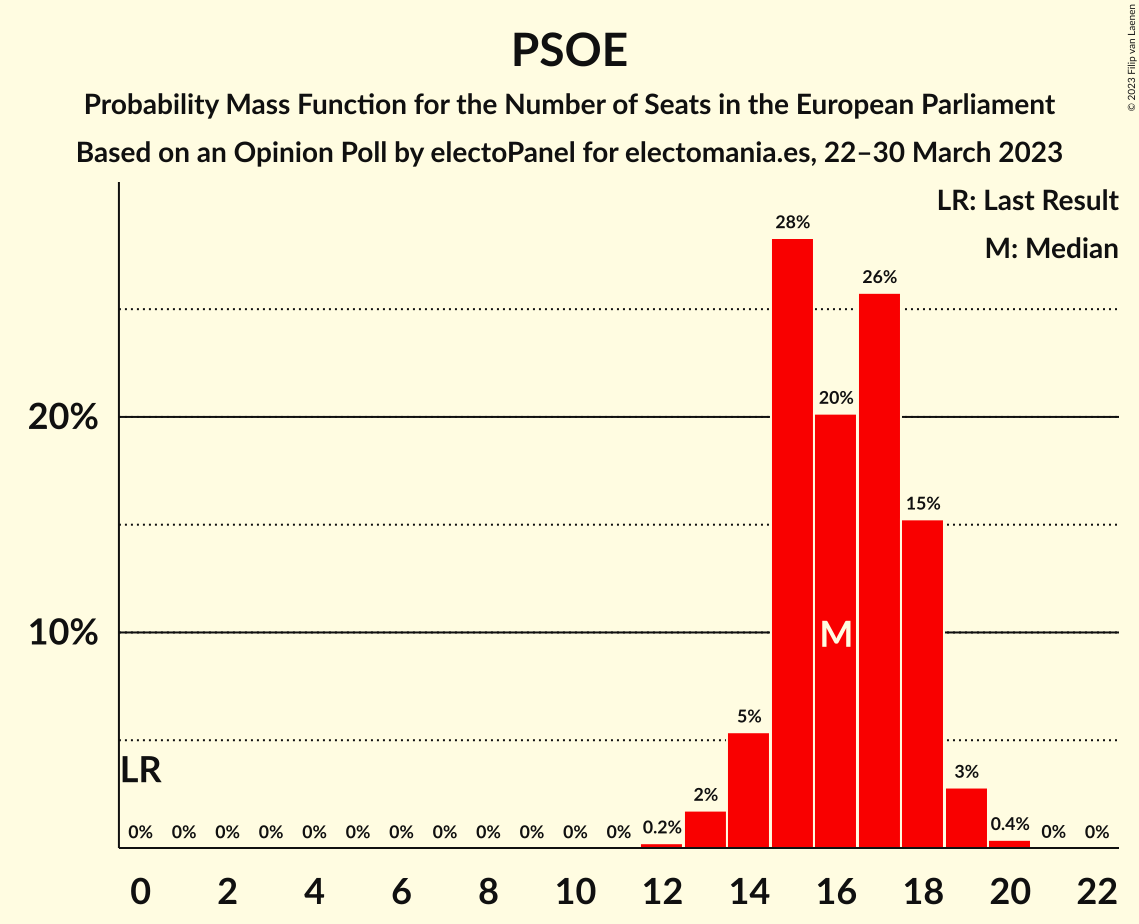 PSOE
Probability Mass Function for the Number of Seats in the European Parliament
Based on an Opinion Poll by electoPanel for electomania.es, 22–30 March 2023
© 2023 Filip van Laenen
LR: Last Result
M: Median
28%
26%
20%
20%
15%
10%
M
5%
LR
3%
2%
0% 0% 0% 0% 0% 0% 0% 0% 0% 0% 0% 0% 0.2% 0.4% 0% 0%
0 2 4 6 8 10 12 14 16 18 20 22